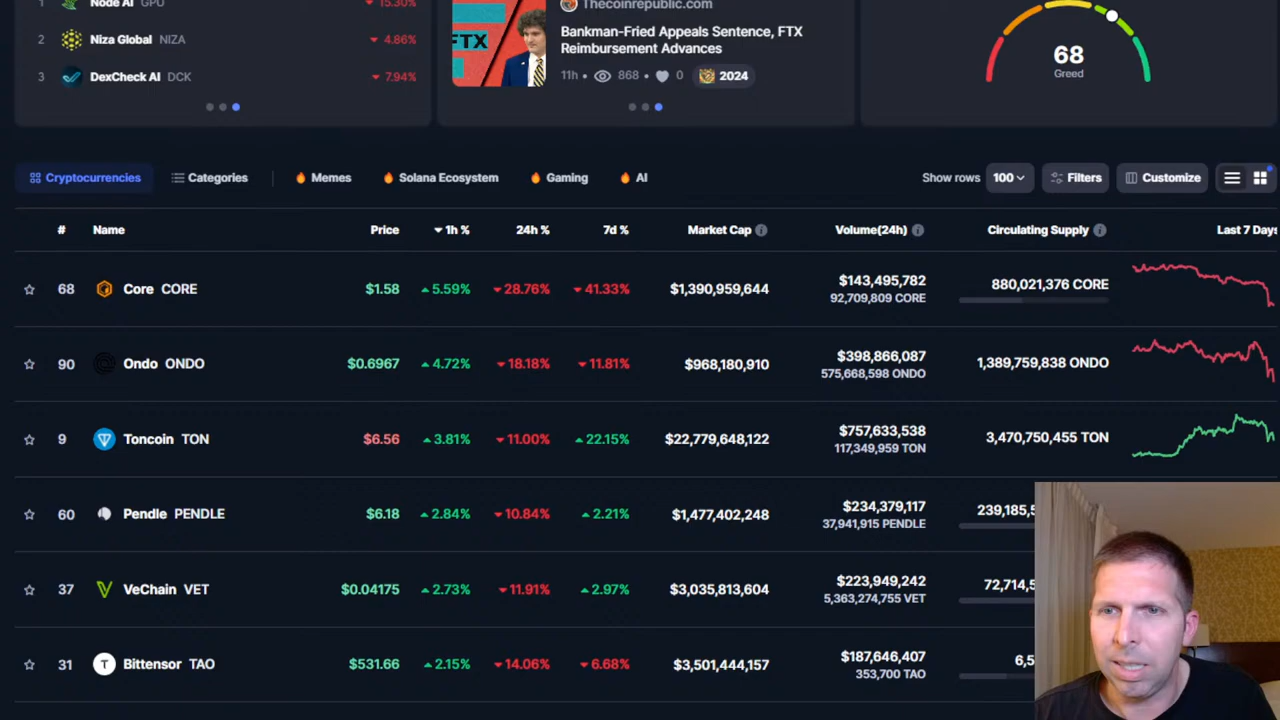 Node AI GPU 15.30%
2 Niza Global NIZA 4.86%
3 DexCheck AI DCK 7.94%
FTX
Thecoinrepublic.com
Bankman-Fried Appeals Sentence, FTX
Reimbursement Advances
11h • 868 • 0 2024
68
Greed
Cryptocurrencies Categories Memes Solana Ecosystem Gaming AI Show rows 100 Filters Customize
# Name Price 1h % 24h % 7d % Market Cap Volume(24h) Circulating Supply Last 7 Days
68 Core CORE $1.58 5.59% 28.76% 41.33% $1,390,959,644 $143,495,782 880,021,376 CORE
92,709,809 CORE
90 Ondo ONDO $0.6967 4.72% 18.18% 11.81% $968,180,910 $398,866,087 1,389,759,838 ONDO
575,668,598 ONDO
9 Toncoin TON $6.56 3.81% 11.00% 22.15% $22,779,648,122 $757,633,538 3,470,750,455 TON
117,349,959 TON
60 Pendle PENDLE $6.18 2.84% 10.84% 2.21% $1,477,402,248 $234,379,117 239,185,5
37,941,915 PENDLE
37 VeChain VET $0.04175 2.73% 11.91% 2.97% $3,035,813,604 $223,949,242 72,714,5
5,363,274,755 VET
31 Bittensor TAO $531.66 2.15% 14.06% 6.68% $3,501,444,157 $187,646,407 6,5
353,700 TAO